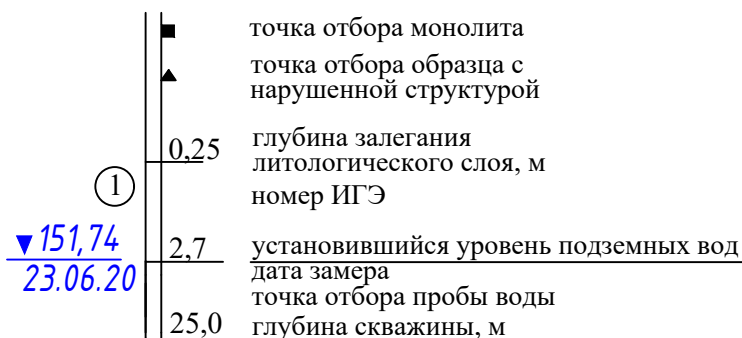 точка отбора монолита
точка отбора образца с
нарушенной структурой
0,25 глубина залегания
литологического слоя, м
1 номер ИГЭ
151,74 2,7 установившийся уровень подземных вод
23.06.20 дата замера
точка отбора пробы воды
25,0 глубина скважины, м